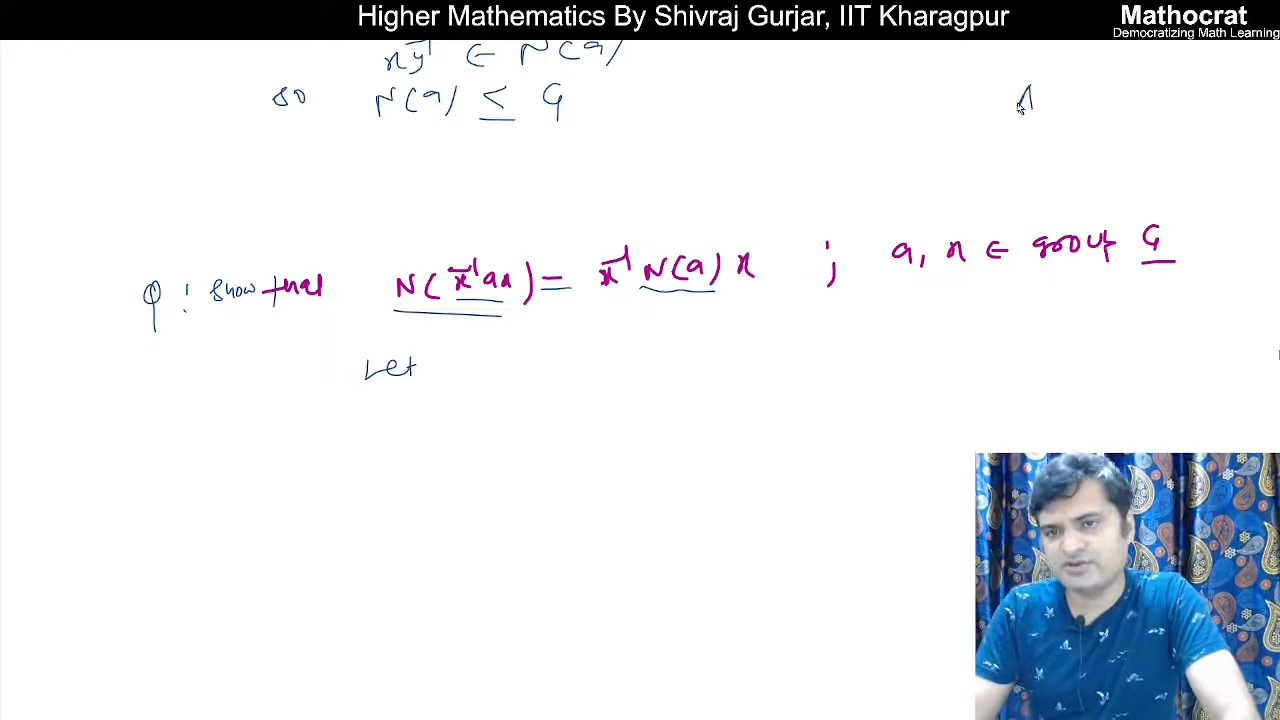 Higher Mathematics By Shivraj Gurjar, IIT Kharagpur
Mathocrat
Democratizing Math Learning
xy⁻¹ ∈ N(a)
so N(a) ≤ G
Q: Show that N(x⁻¹ax) = x⁻¹ N(a) x ; a, x ∈ group G
Let